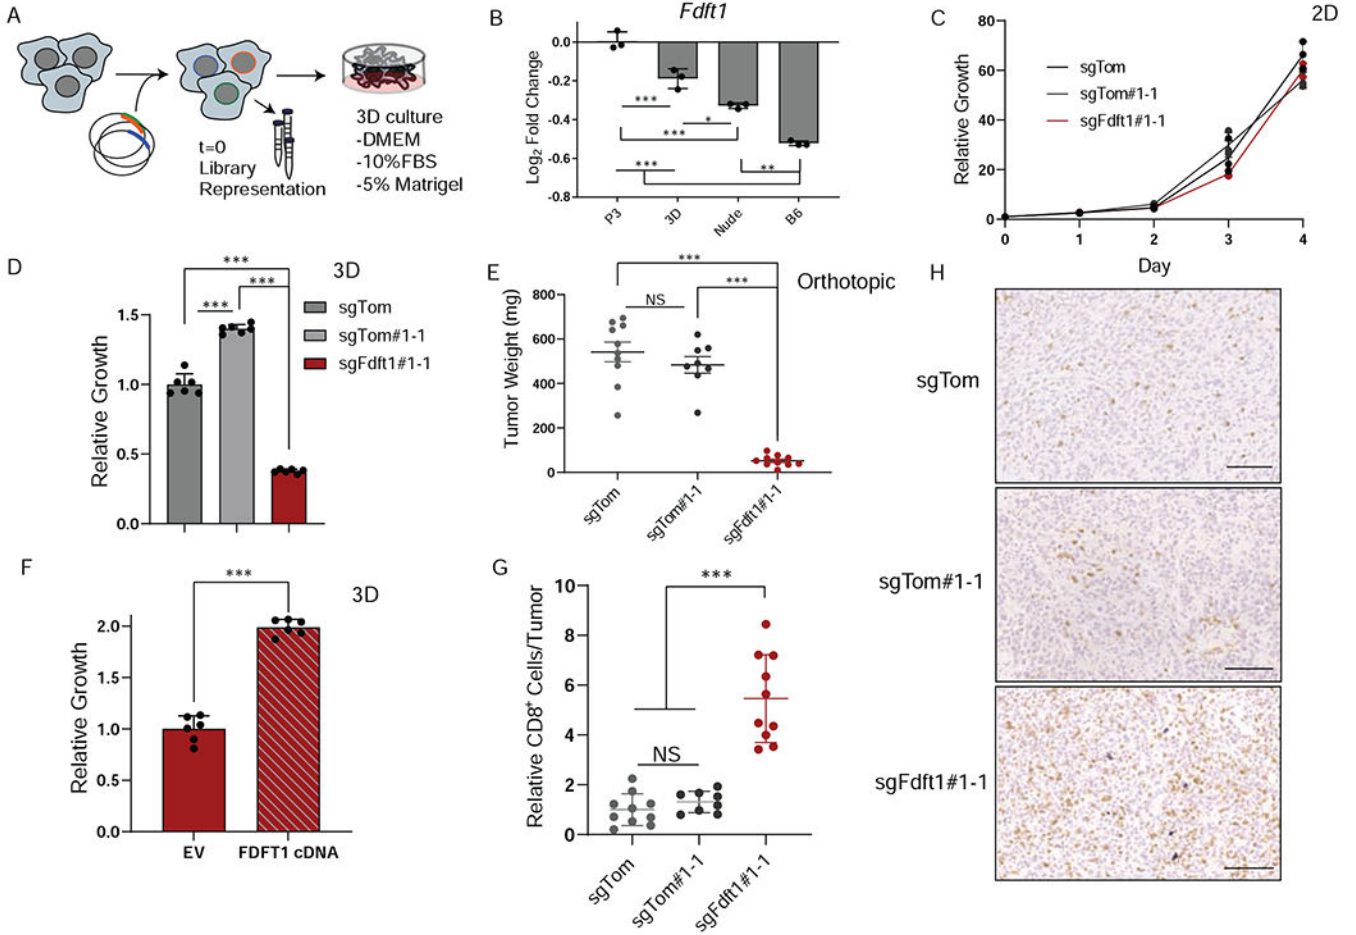 A
t=0
Library
Representation
3D culture
-DMEM
-10%FBS
-5% Matrigel
B
Fdft1
Log2 Fold Change
0.0
-0.2
-0.4
-0.6
-0.8
***
*
***
***
**
P3
3D
Nude
B6
C
2D
Relative Growth
80
60
40
20
0
sgTom
sgTom#1-1
sgFdft1#1-1
0
1
2
3
4
Day
D
3D
Relative Growth
1.5
1.0
0.5
0.0
***
***
***
sgTom
sgTom#1-1
sgFdft1#1-1
E
Orthotopic
Tumor Weight (mg)
800
600
400
200
0
***
***
NS
sgTom
sgTom#1-1
sgFdft1#1-1
F
3D
Relative Growth
2.0
1.5
1.0
0.5
0.0
***
EV
FDFT1 cDNA
G
Relative CD8+ Cells/Tumor
10
8
6
4
2
0
***
NS
sgTom
sgTom#1-1
sgFdft1#1-1
H
sgTom
sgTom#1-1
sgFdft1#1-1